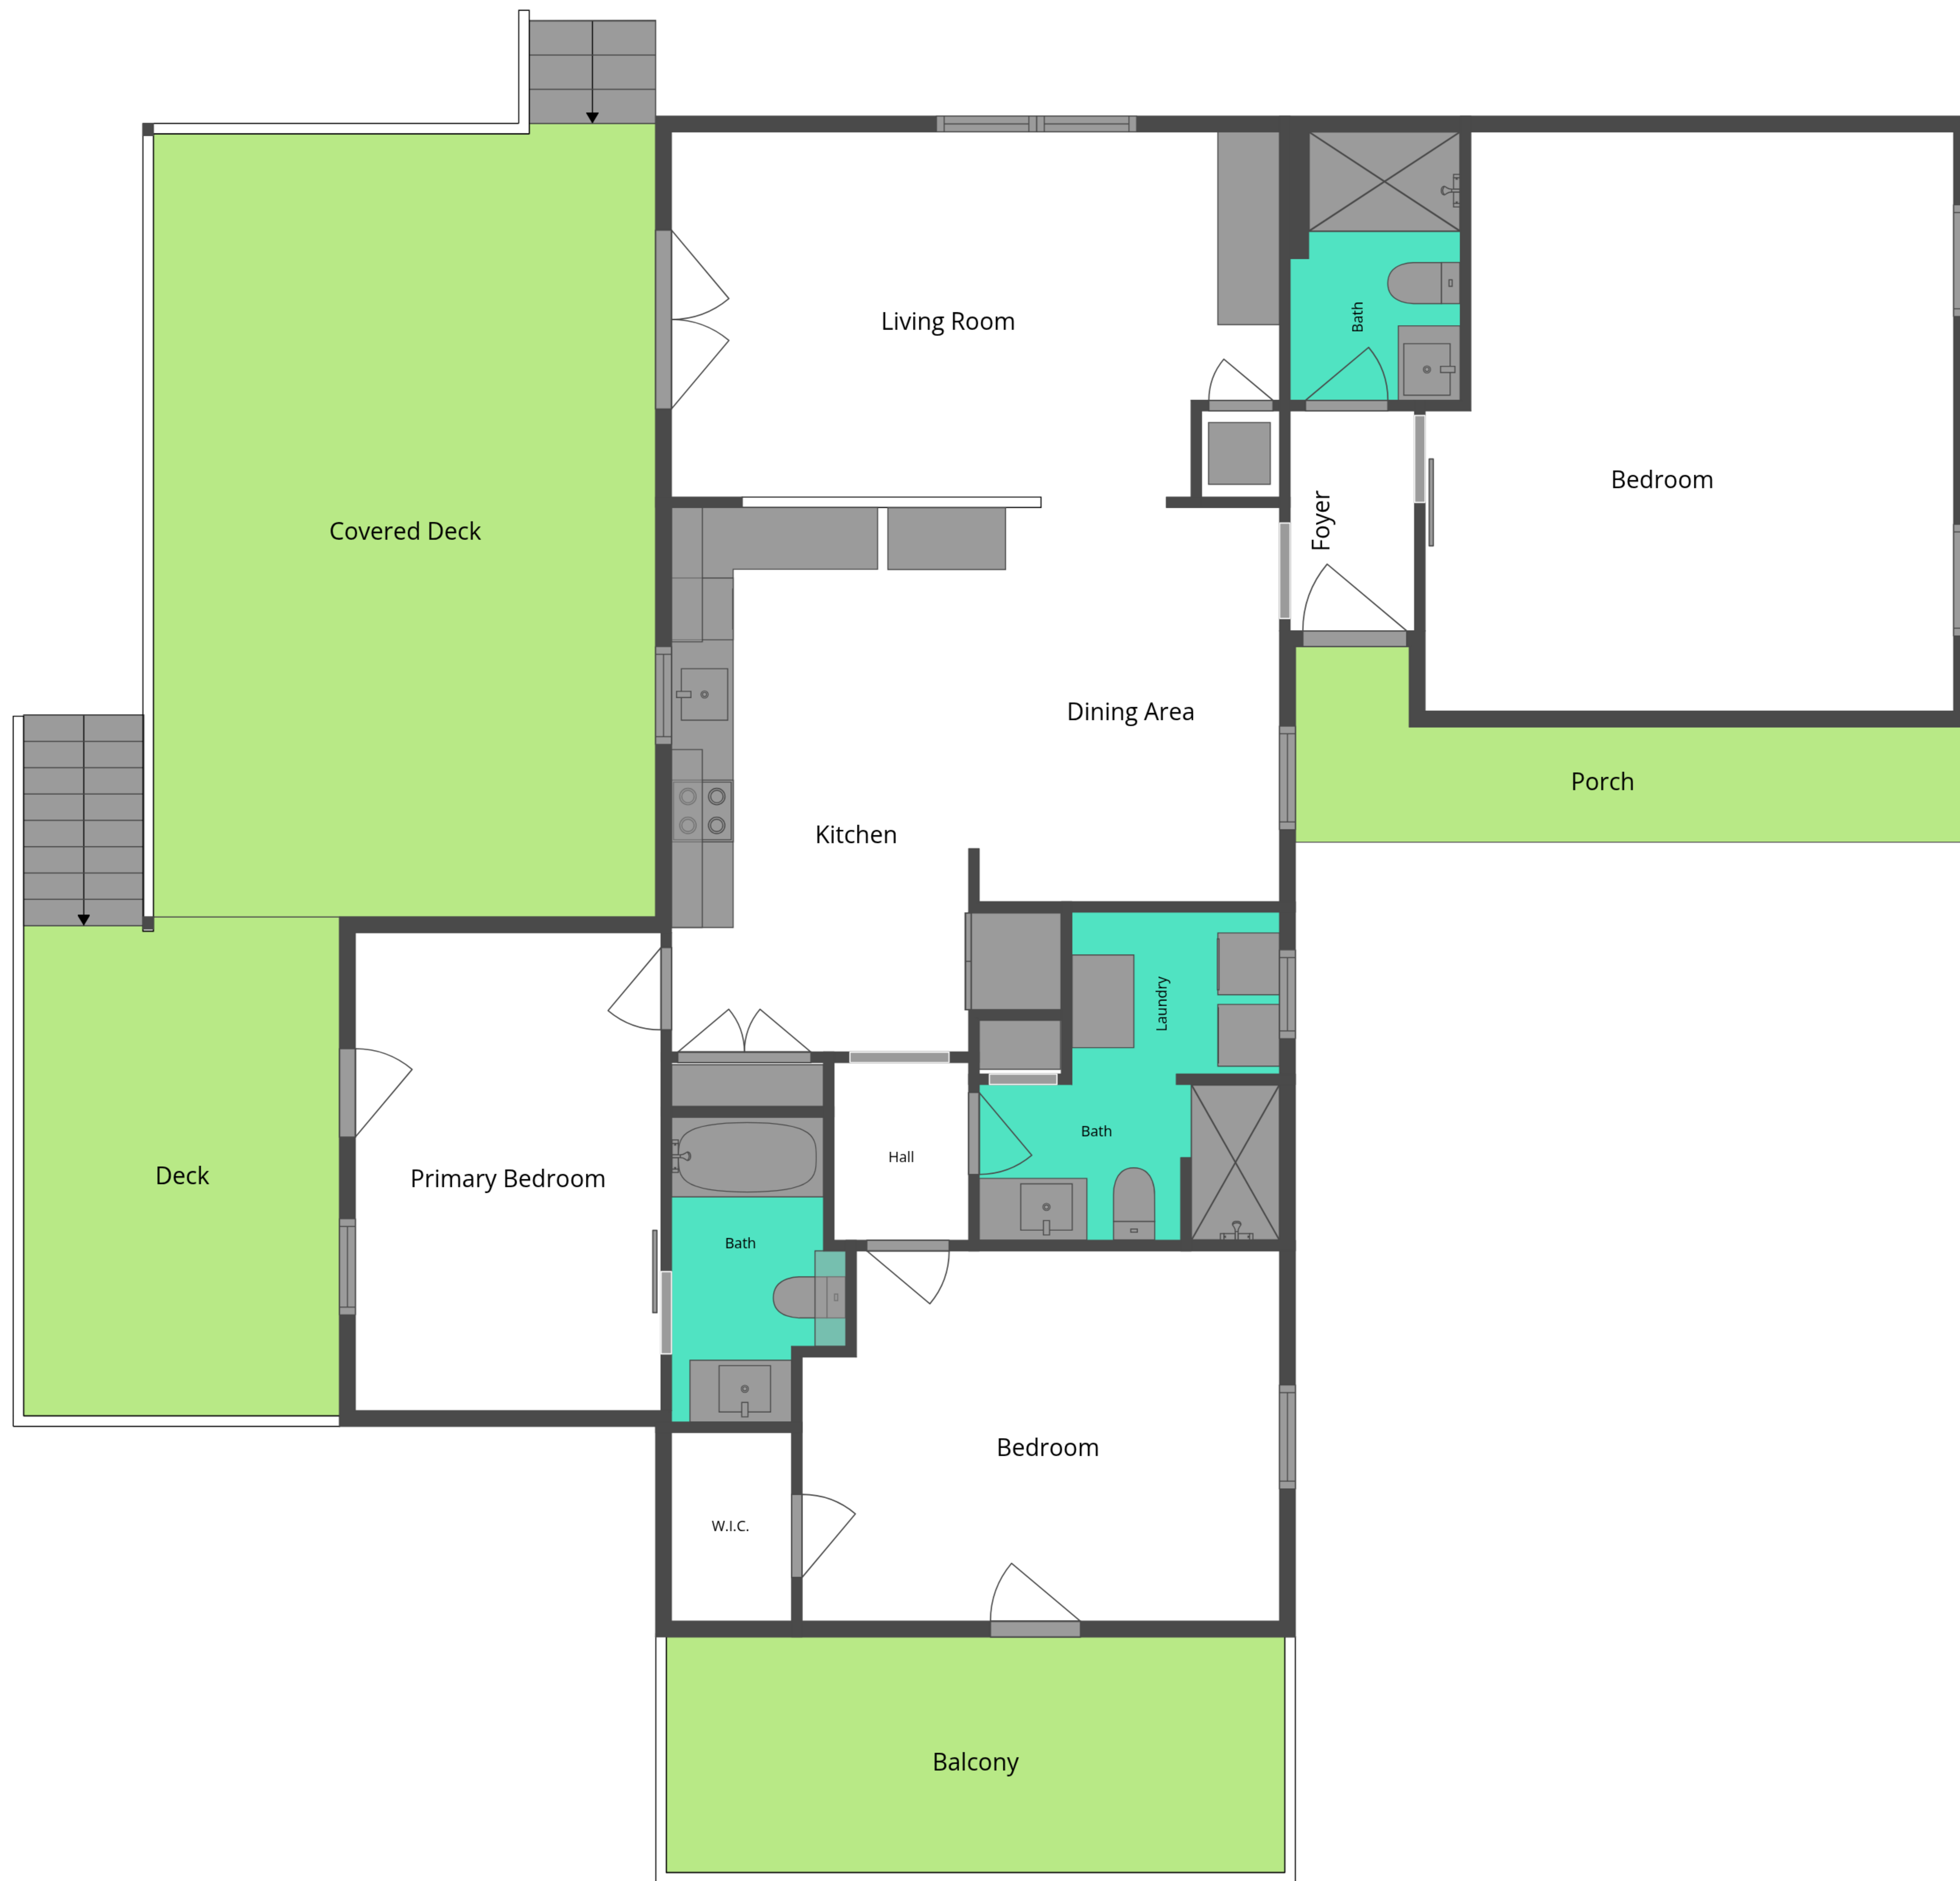 Living Room
Bath
Bedroom
Foyer
Covered Deck
Dining Area
Porch
Kitchen
Laundry
Bath
Hall
Deck
Primary Bedroom
Bath
Bedroom
W.I.C.
Balcony